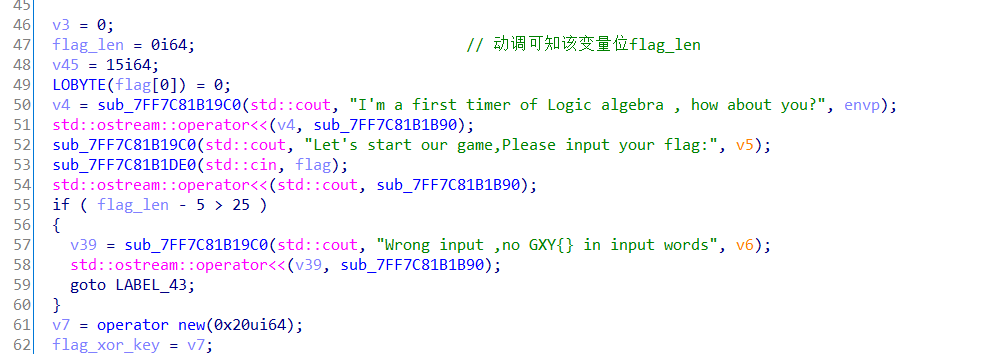 45
46 v3 = 0;
47 flag_len = 0i64; // 动调可知该变量位flag_len
48 v45 = 15i64;
49 LOBYTE(flag[0]) = 0;
50 v4 = sub_7FF7C81B19C0(std::cout, "I'm a first timer of Logic algebra , how about you?", envp);
51 std::ostream::operator<<(v4, sub_7FF7C81B1B90);
52 sub_7FF7C81B19C0(std::cout, "Let's start our game,Please input your flag:", v5);
53 sub_7FF7C81B1DE0(std::cin, flag);
54 std::ostream::operator<<(std::cout, sub_7FF7C81B1B90);
55 if ( flag_len - 5 > 25 )
56 {
57 v39 = sub_7FF7C81B19C0(std::cout, "Wrong input ,no GXY{} in input words", v6);
58 std::ostream::operator<<(v39, sub_7FF7C81B1B90);
59 goto LABEL_43;
60 }
61 v7 = operator new(0x20ui64);
62 flag_xor_key = v7;